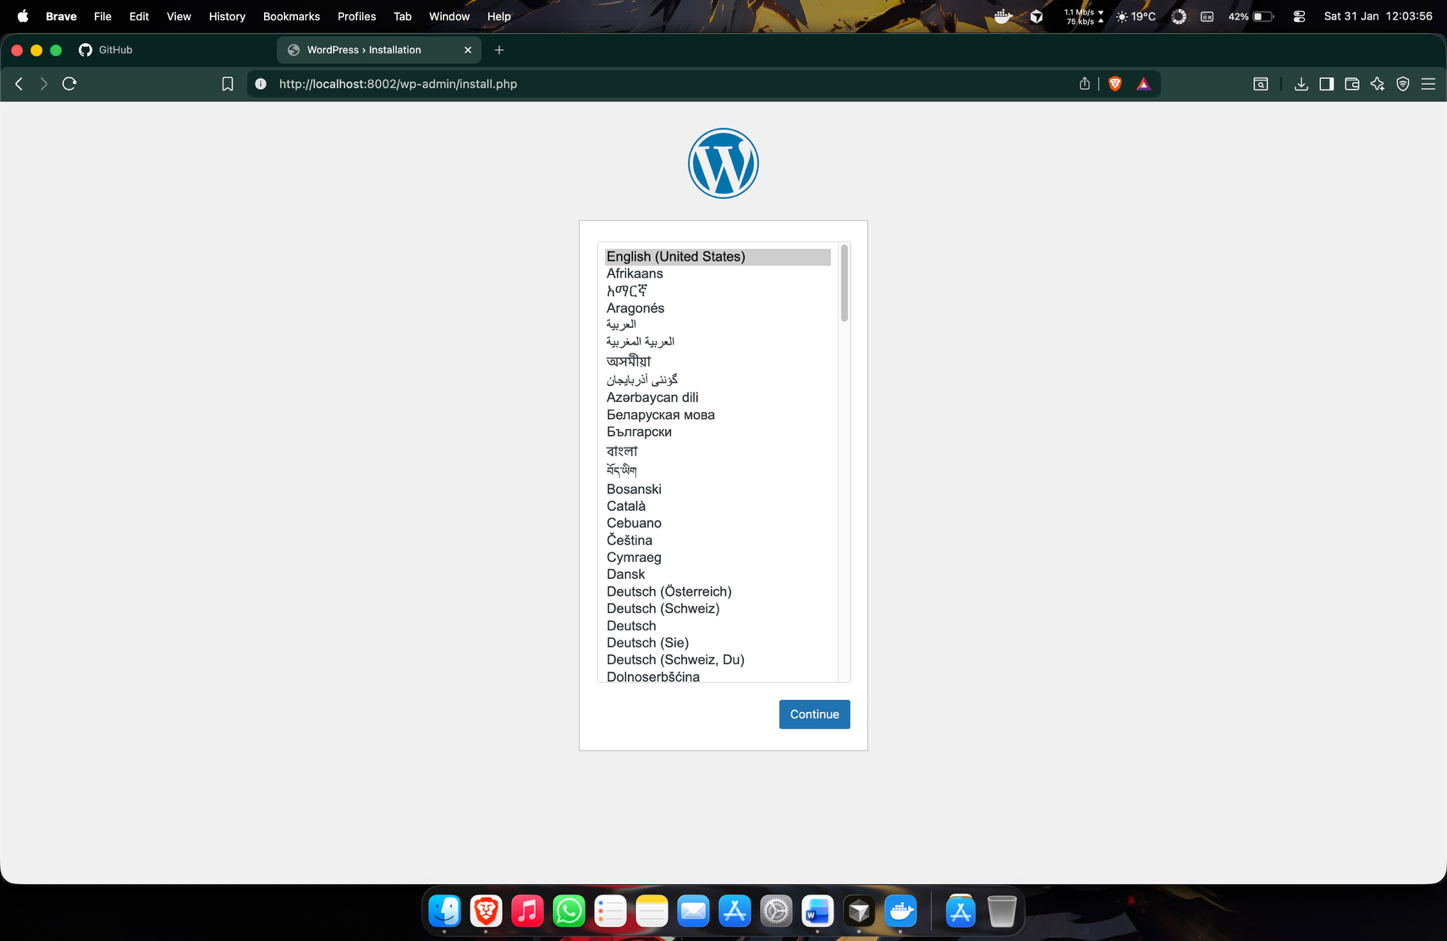 Brave File Edit View History Bookmarks Profiles Tab Window Help 1.1 Mb/s 75 kb/s 19°C 42% Sat 31 Jan 12:03:56
GitHub WordPress › Installation
http://localhost:8002/wp-admin/install.php
English (United States)
Afrikaans
አማርኛ
Aragonés
العربية
العربية المغربية
অসমীয়া
گؤنئی آذربایجان
Azərbaycan dili
Беларуская мова
Български
বাংলা
བོད་ཡིག
Bosanski
Català
Cebuano
Čeština
Cymraeg
Dansk
Deutsch (Österreich)
Deutsch (Schweiz)
Deutsch
Deutsch (Sie)
Deutsch (Schweiz, Du)
Dolnoserbšćina
Continue